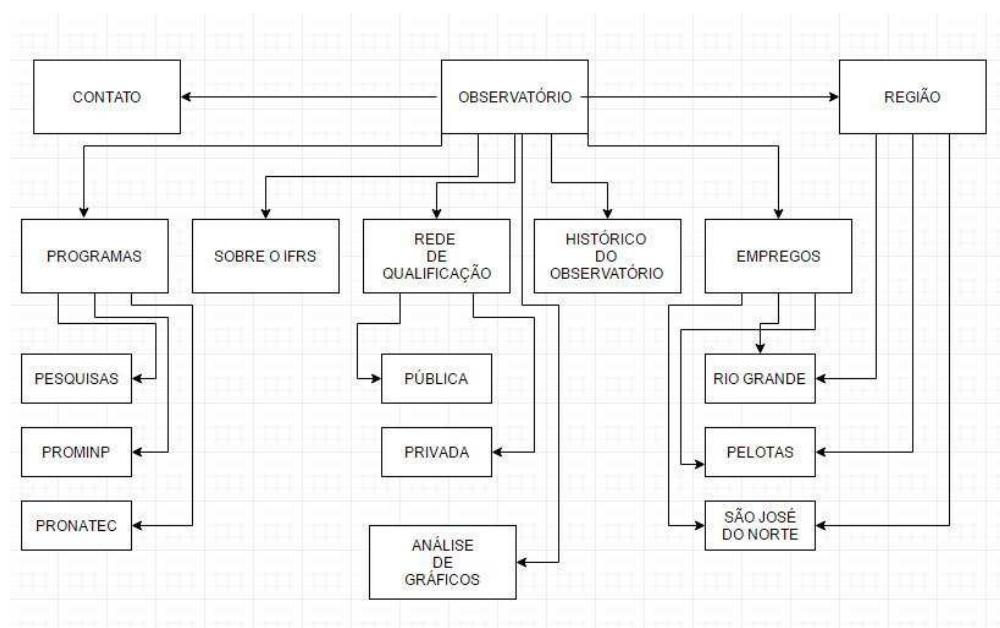 CONTATO
OBSERVATÓRIO
REGIÃO
PROGRAMAS
SOBRE O IFRS
REDE
DE
QUALIFICAÇÃO
HISTÓRICO
DO
OBSERVATÓRIO
EMPREGOS
PESQUISAS
PÚBLICA
RIO GRANDE
PROMINP
PRIVADA
PELOTAS
PRONATEC
ANÁLISE
DE
GRÁFICOS
SÃO JOSÉ
DO NORTE